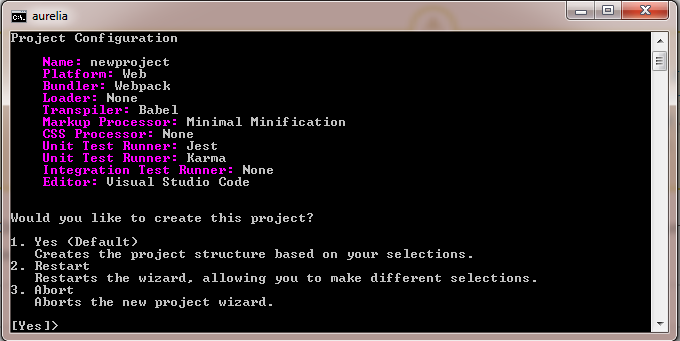 aurelia
Project Configuration
Name: newproject
Platform: Web
Bundler: Webpack
Loader: None
Transpiler: Babel
Markup Processor: Minimal Minification
CSS Processor: None
Unit Test Runner: Jest
Unit Test Runner: Karma
Integration Test Runner: None
Editor: Visual Studio Code
Would you like to create this project?
1. Yes (Default)
Creates the project structure based on your selections.
2. Restart
Restarts the wizard, allowing you to make different selections.
3. Abort
Aborts the new project wizard.
[Yes]>